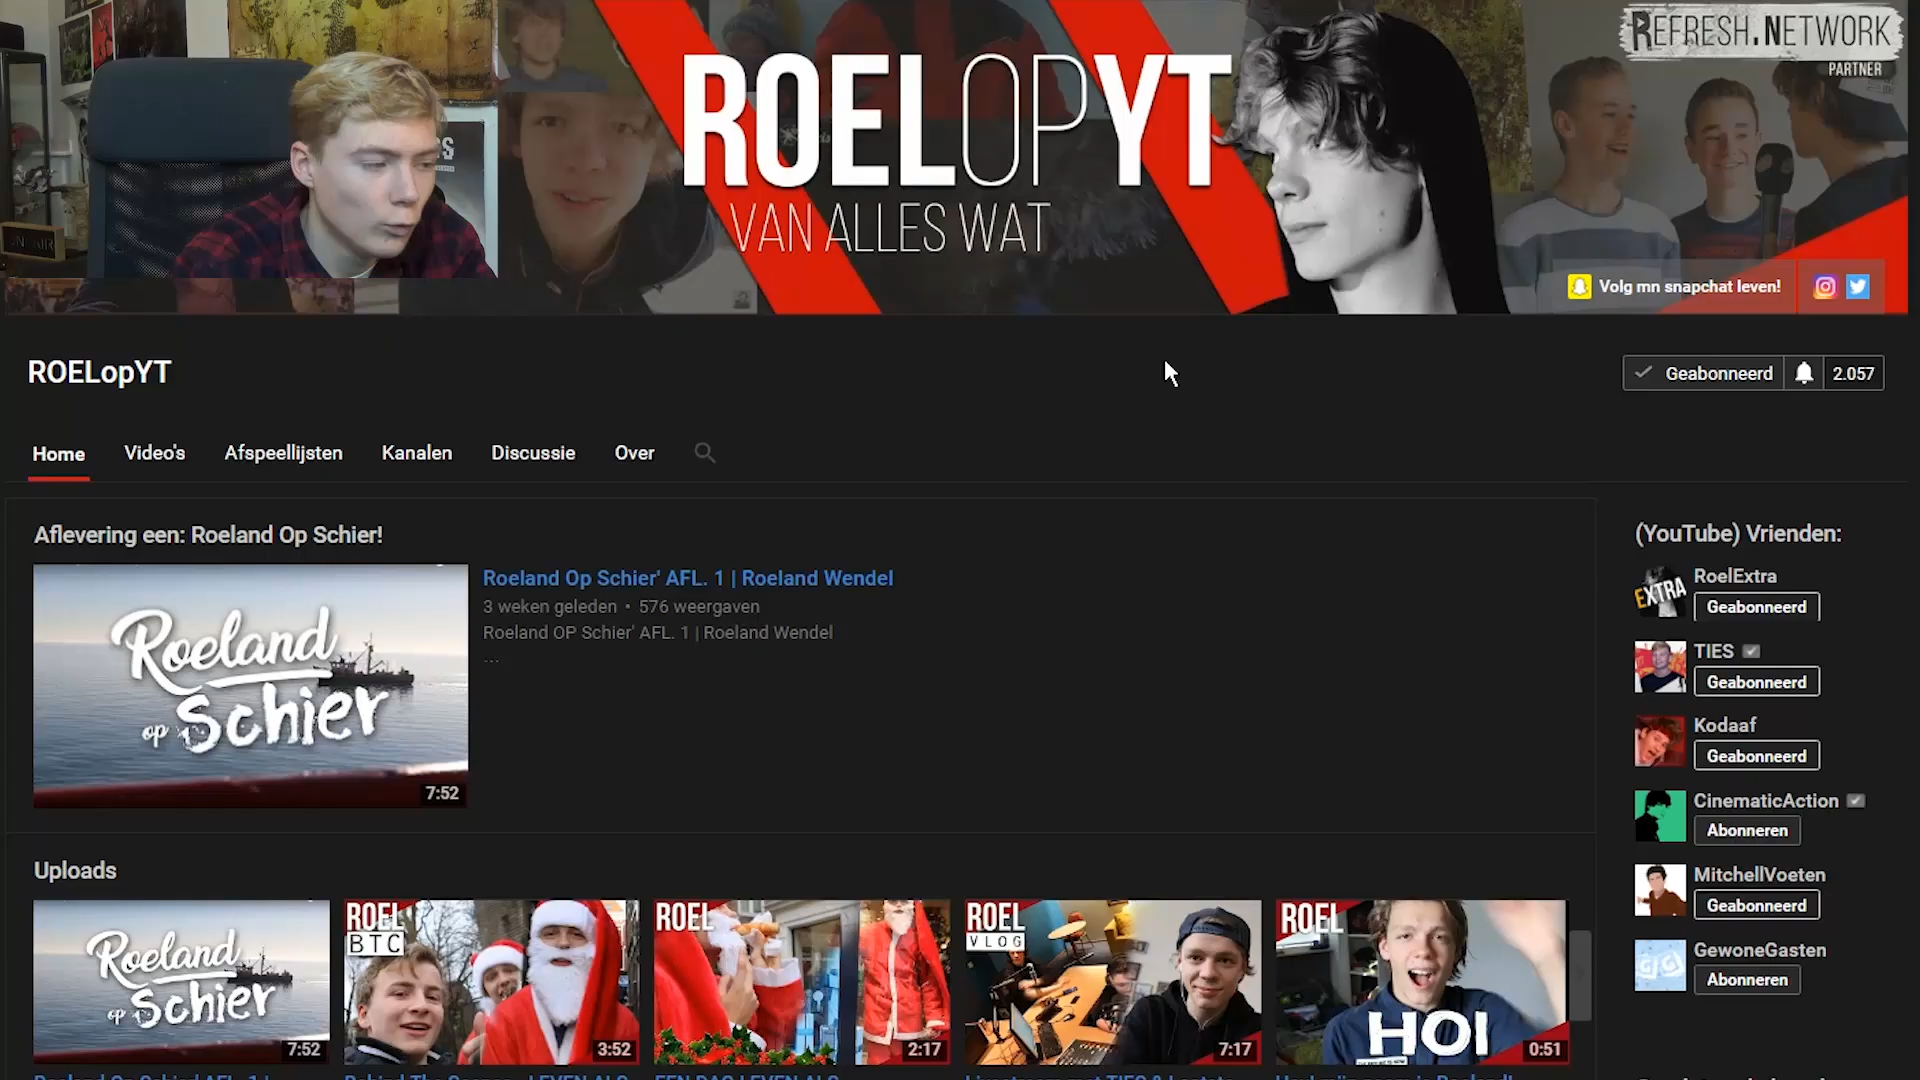 REFRESH.NETWORK
PARTNER
ROELOPYT
VAN ALLES WAT
ON AIR
Volg mn snapchat leven!
ROELopYT
Geabonneerd
2.057
Home
Video's
Afspeellijsten
Kanalen
Discussie
Over
Aflevering een: Roeland Op Schier!
Roeland
op Schier
7:52
Roeland Op Schier' AFL. 1 | Roeland Wendel
3 weken geleden • 576 weergaven
Roeland OP Schier' AFL. 1 | Roeland Wendel
...
(YouTube) Vrienden:
EXTRA
RoelExtra
Geabonneerd
TIES
Geabonneerd
Kodaaf
Geabonneerd
CinematicAction
Abonneren
MitchellVoeten
Geabonneerd
GG
GewoneGasten
Abonneren
Uploads
Roeland
op Schier
7:52
ROEL
BTC
3:52
ROEL
2:17
ROEL
VLOG
7:17
ROEL
HOI
0:51